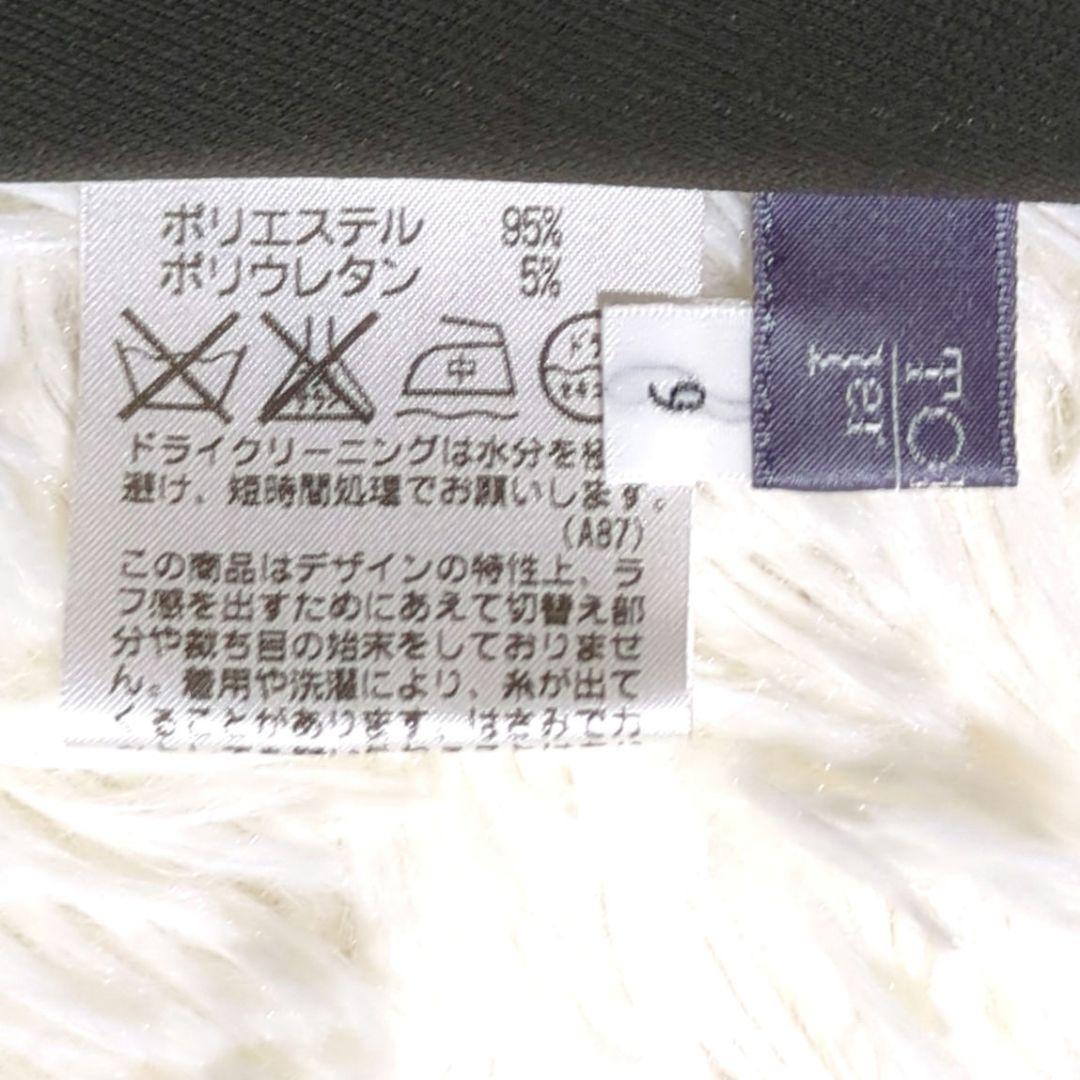 ポリエステル 95%
ポリウレタン 5%
中
ドライクリーニングは水分を極
避け、短時間処理でお願いします。
(A87)
この商品はデザインの特性上、ラ
フ感を出すためにあえて切替え部
分や裁ち目の始末をしておりませ
ん。着用や洗濯により、糸が出て
くることがあります。はさみでカ
9